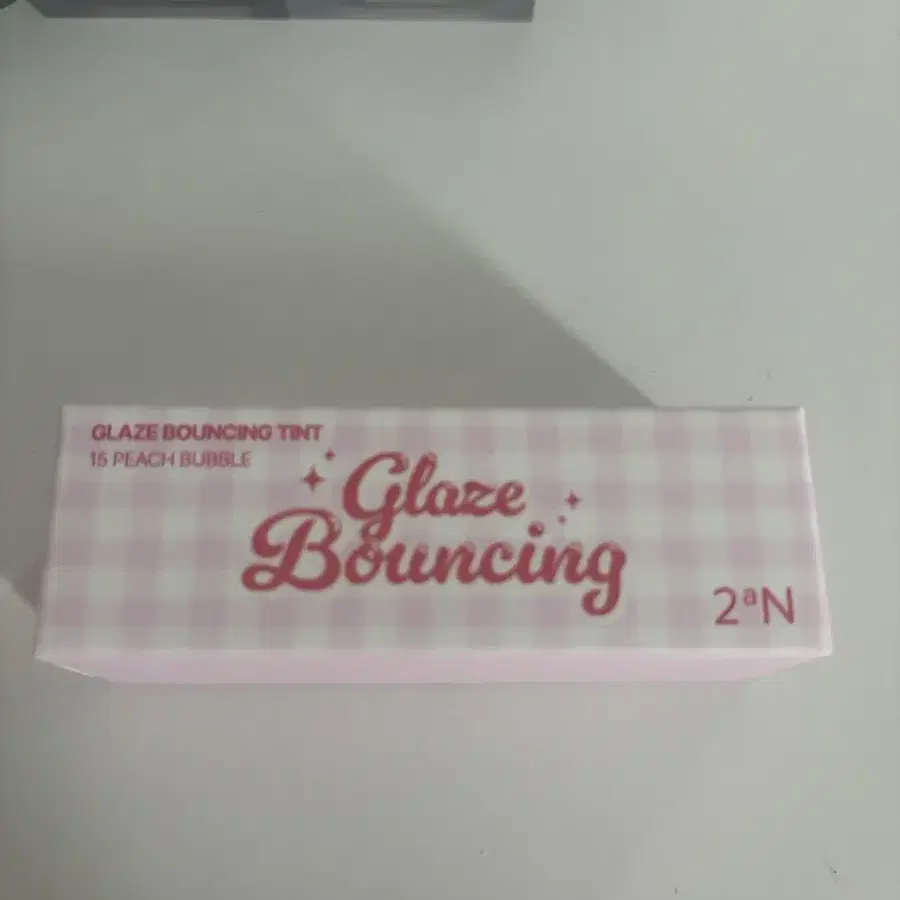 GLAZE BOUNCING TINT
15 PEACH BUBBLE
Glaze
Bouncing
2aN